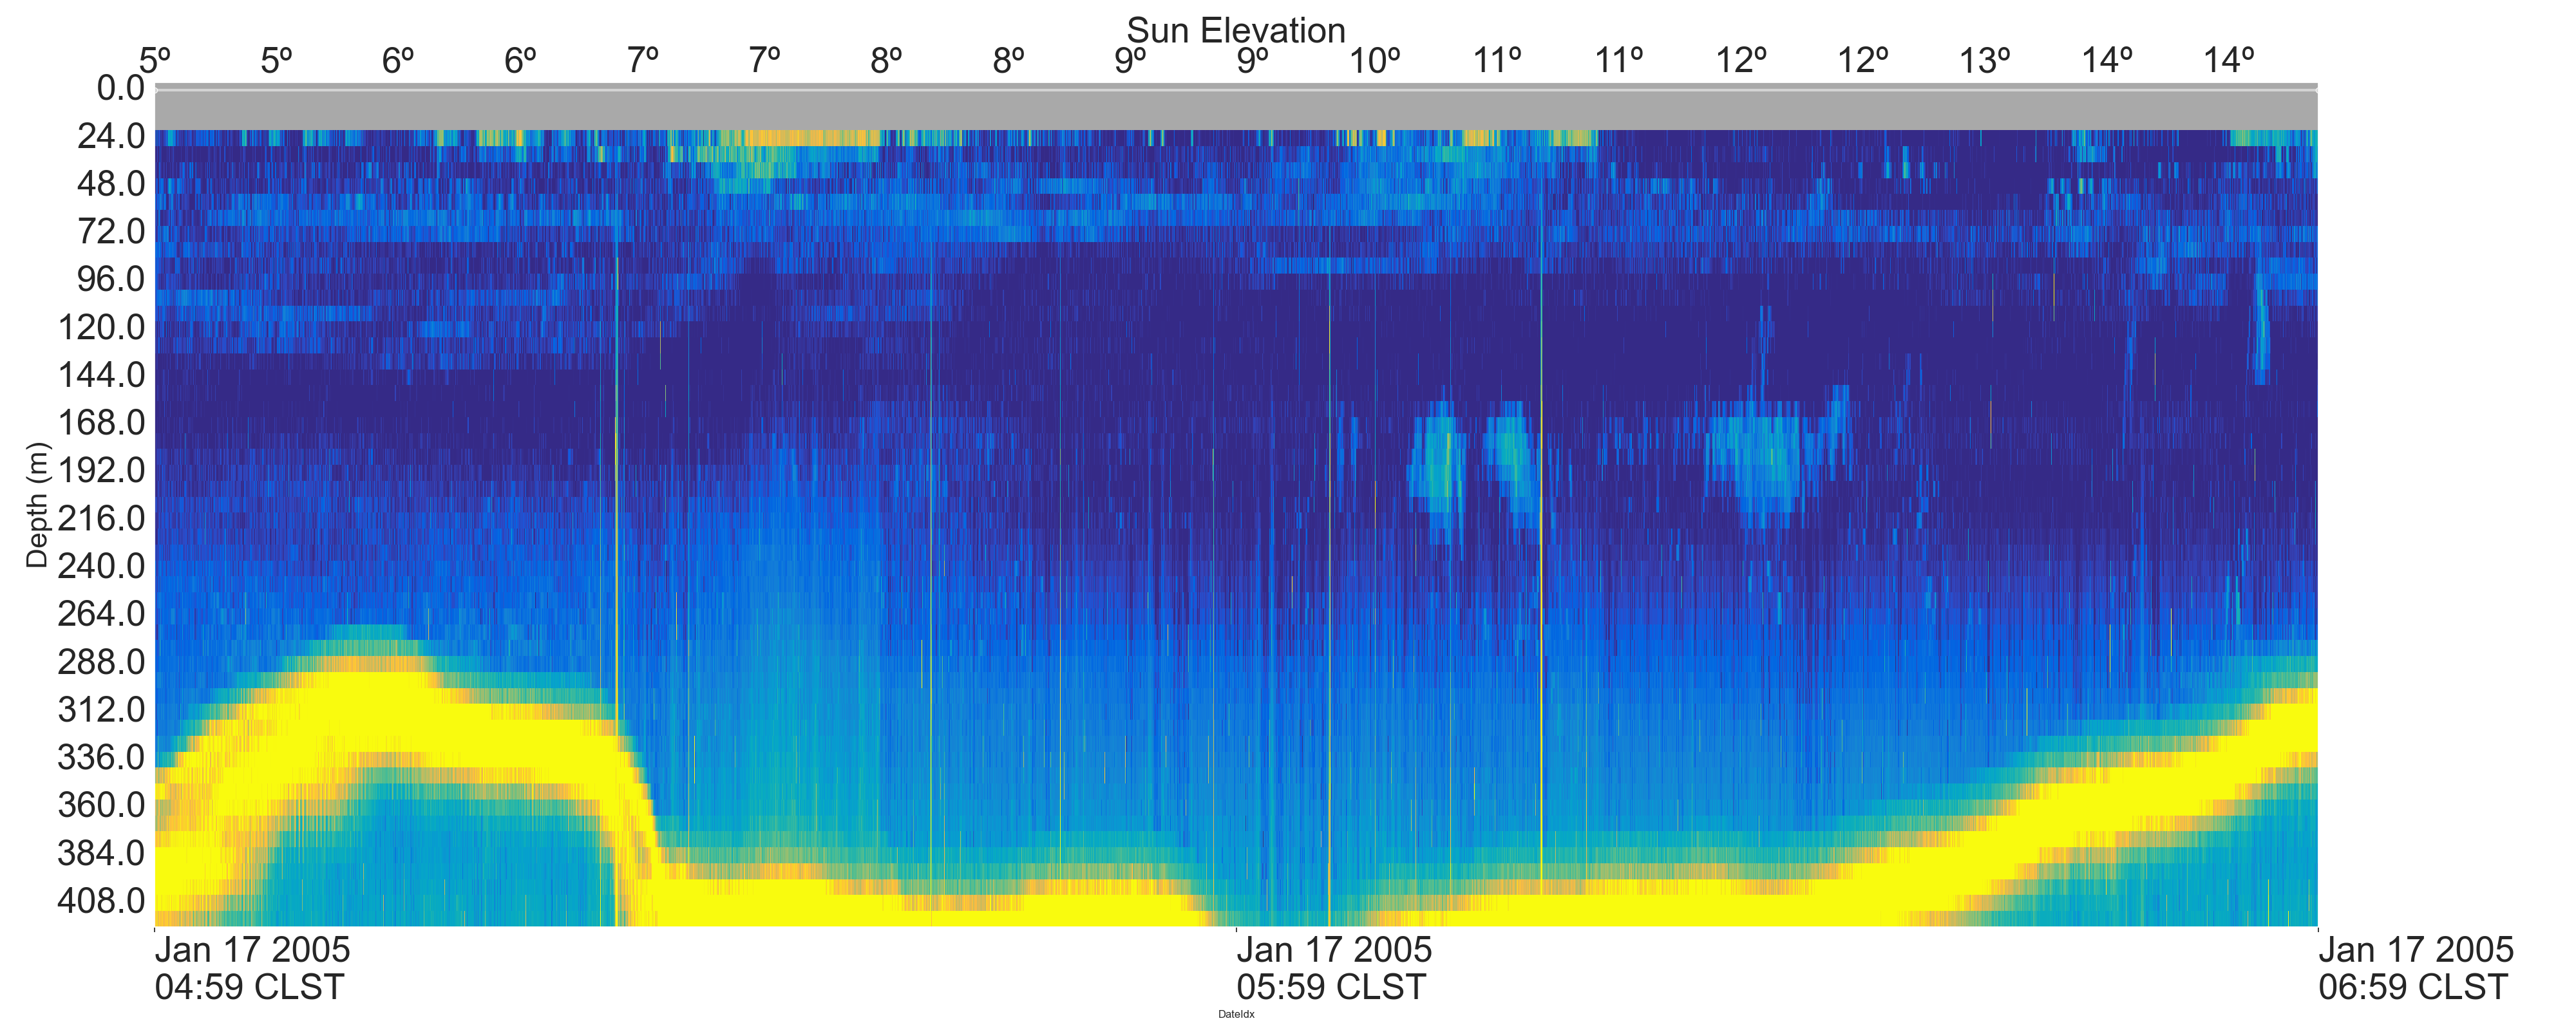 Sun Elevation
5º 5º 6º 6º 7º 7º 8º 8º 9º 9º 10º 11º 11º 12º 12º 13º 14º 14º
0.0
24.0
48.0
72.0
96.0
120.0
144.0
168.0
192.0
216.0
240.0
264.0
288.0
312.0
336.0
360.0
384.0
408.0
Depth (m)
Jan 17 2005
04:59 CLST
Jan 17 2005
05:59 CLST
Jan 17 2005
06:59 CLST
DateIdx